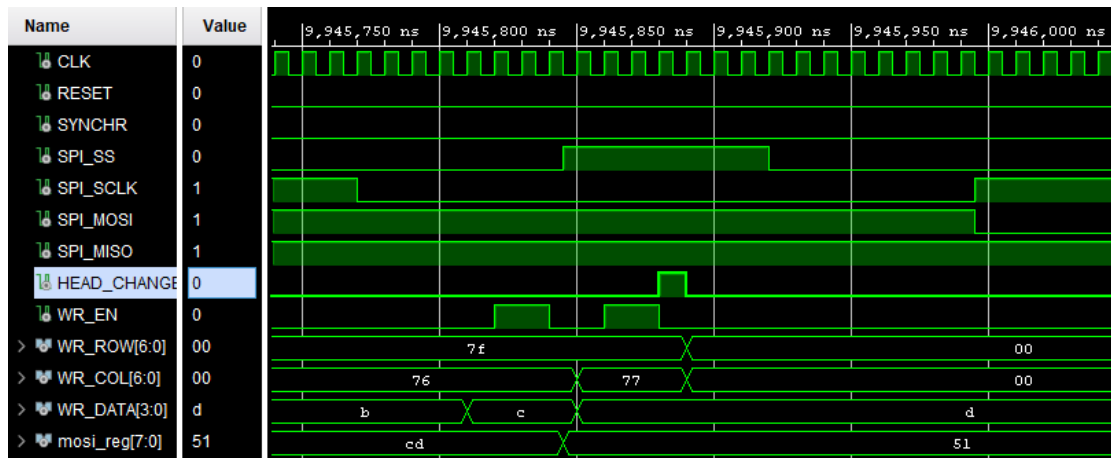 Name Value 9,945,750 ns 9,945,800 ns 9,945,850 ns 9,945,900 ns 9,945,950 ns 9,946,000 ns
CLK 0
RESET 0
SYNCHR 0
SPI_SS 0
SPI_SCLK 1
SPI_MOSI 1
SPI_MISO 1
HEAD_CHANGE 0
WR_EN 0
> WR_ROW[6:0] 00 7f 00
> WR_COL[6:0] 00 76 77 00
> WR_DATA[3:0] d b c d
> mosi_reg[7:0] 51 cd 51